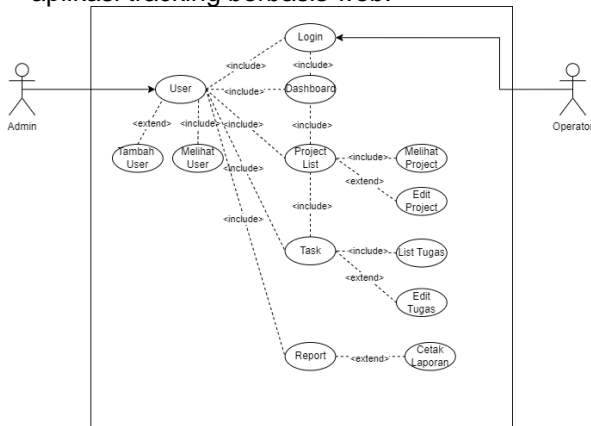 aplikasi tracking berbasis web.
Login
<include>
<include>
User
<include>
Dashboard
Admin
Operator
<extend>
<include>
<include>
<include>
Tambah
User
Melihat
User
Project
List
<include>
Melihat
Project
<extend>
Edit
Project
<include>
<include>
<include>
Task
<include>
List Tugas
<extend>
Edit
Tugas
Report
<extend>
Cetak
Laporan